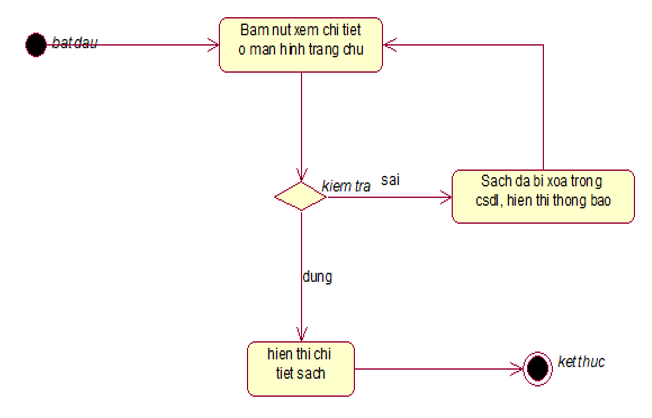 bat dau
Bam nut xem chi tiet
o man hinh trang chu
kiem tra
sai
Sach da bi xoa trong
csdl, hien thi thong bao
dung
hien thi chi
tiet sach
ket thuc